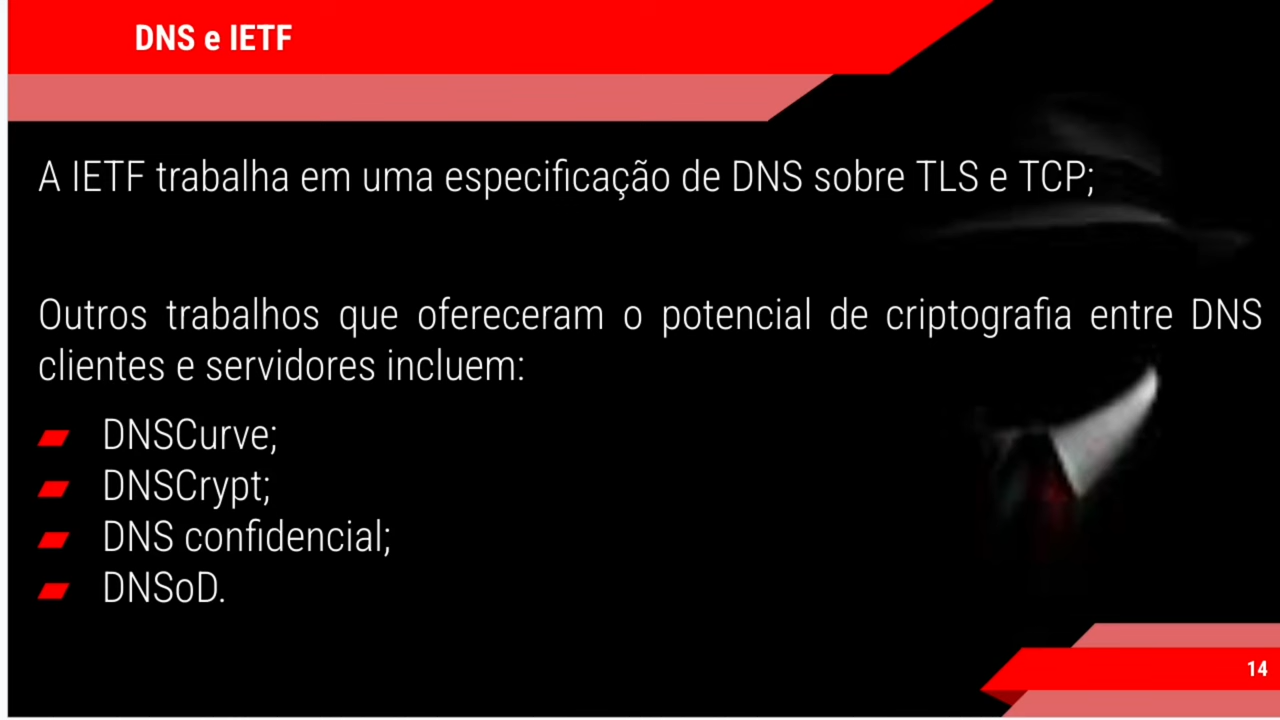 DNS e IETF
A IETF trabalha em uma especificação de DNS sobre TLS e TCP;
Outros trabalhos que ofereceram o potencial de criptografia entre DNS
clientes e servidores incluem:
DNSCurve;
DNSCrypt;
DNS confidencial;
DNSoD.
14